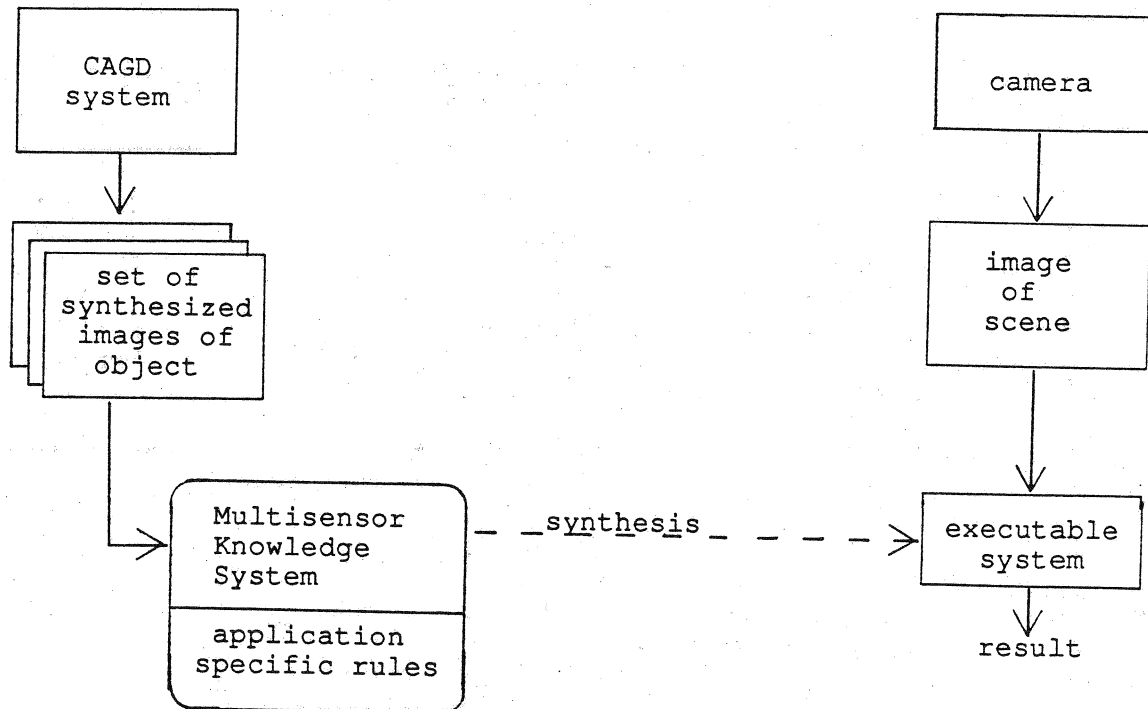 CAGD
system
camera
set of
synthesized
images of
object
image
of
scene
Multisensor
Knowledge
System
synthesis
executable
system
application
specific rules
result